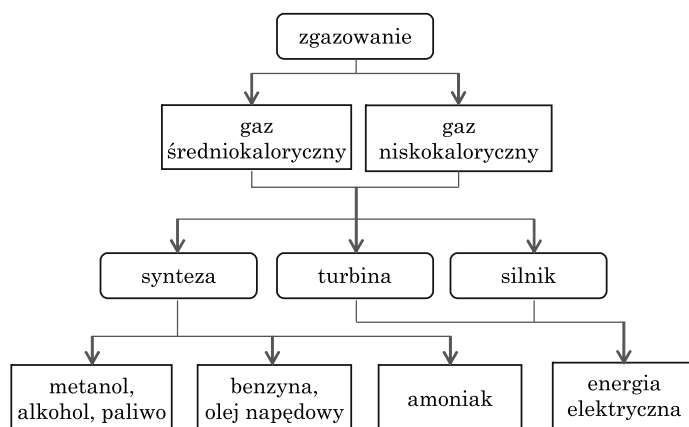 zgazowanie
gaz
średniokaloryczny
gaz
niskokaloryczny
synteza
turbina
silnik
metanol,
alkohol, paliwo
benzyna,
olej napędowy
amoniak
energia
elektryczna